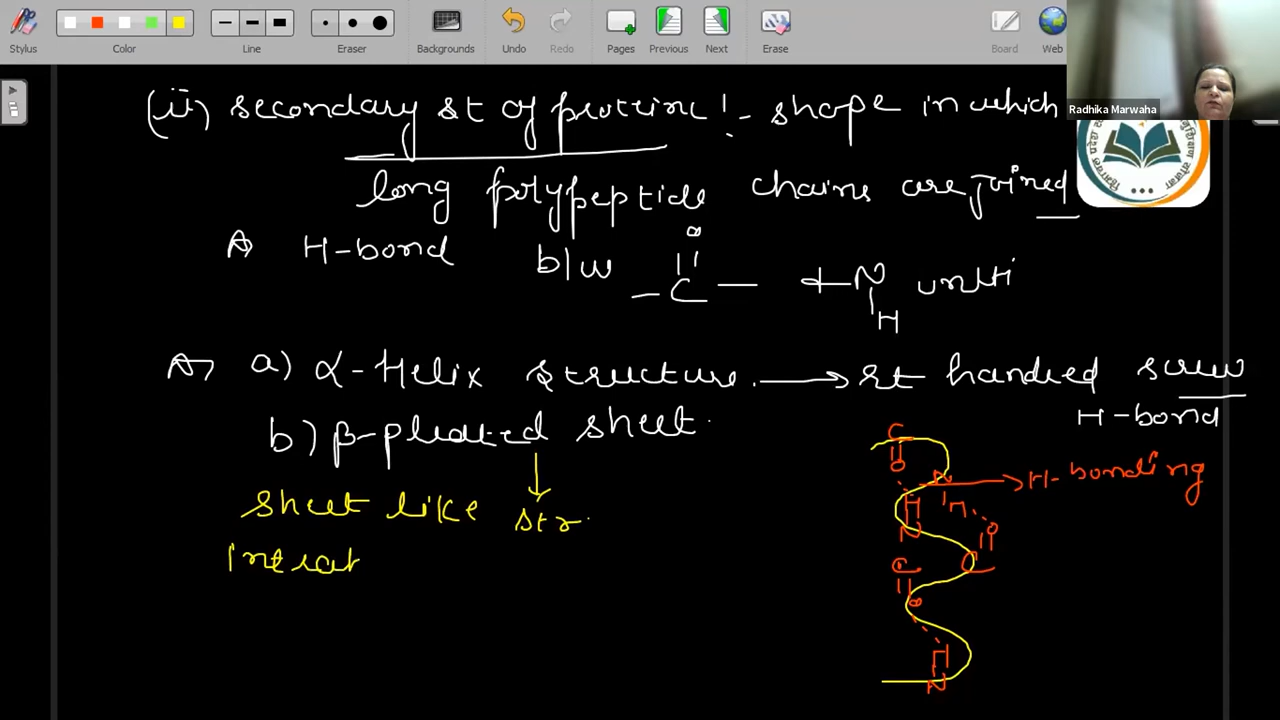 Stylus
Color
Line
Eraser
Backgrounds
Undo
Redo
Pages
Previous
Next
Erase
Board
Web
Radhika Marwaha
(ii) secondary st of protein :- shape in which
long polypeptide chains are joined
H-bond b/w O
-C- +N units
H
a) α-Helix structure. → rt handed screw
H-bond
b) β-pleated sheet
C
O
N → H-bonding
H
H
O
N
C
C
sheet like str.
O
H
N